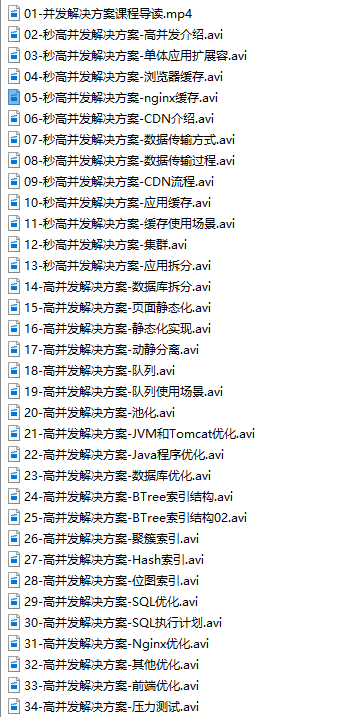 01-并发解决方案课程导读.mp4
02-秒高并发解决方案-高并发介绍.avi
03-秒高并发解决方案-单体应用扩展容.avi
04-秒高并发解决方案-浏览器缓存.avi
05-秒高并发解决方案-nginx缓存.avi
06-秒高并发解决方案-CDN介绍.avi
07-秒高并发解决方案-数据传输方式.avi
08-秒高并发解决方案-数据传输过程.avi
09-秒高并发解决方案-CDN流程.avi
10-秒高并发解决方案-应用缓存.avi
11-秒高并发解决方案-缓存使用场景.avi
12-秒高并发解决方案-集群.avi
13-秒高并发解决方案-应用拆分.avi
14-高并发解决方案-数据库拆分.avi
15-高并发解决方案-页面静态化.avi
16-高并发解决方案-静态化实现.avi
17-高并发解决方案-动静分离.avi
18-高并发解决方案-队列.avi
19-高并发解决方案-队列使用场景.avi
20-高并发解决方案-池化.avi
21-高并发解决方案-JVM和Tomcat优化.avi
22-高并发解决方案-Java程序优化.avi
23-高并发解决方案-数据库优化.avi
24-高并发解决方案-BTree索引结构.avi
25-高并发解决方案-BTree索引结构02.avi
26-高并发解决方案-聚簇索引.avi
27-高并发解决方案-Hash索引.avi
28-高并发解决方案-位图索引.avi
29-高并发解决方案-SQL优化.avi
30-高并发解决方案-SQL执行计划.avi
31-高并发解决方案-Nginx优化.avi
32-高并发解决方案-其他优化.avi
33-高并发解决方案-前端优化.avi
34-高并发解决方案-压力测试.avi